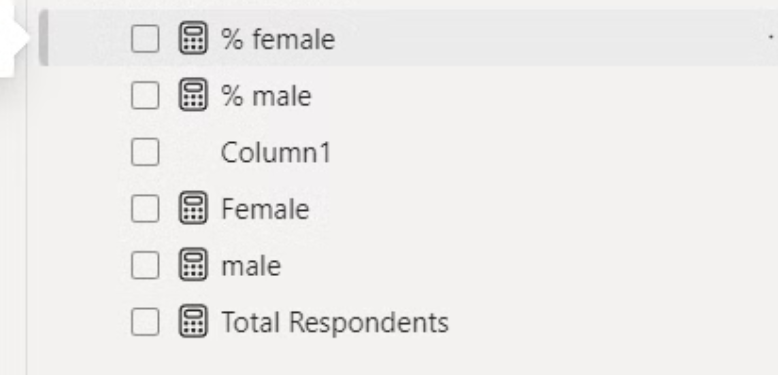 % female
% male
Column1
Female
male
Total Respondents